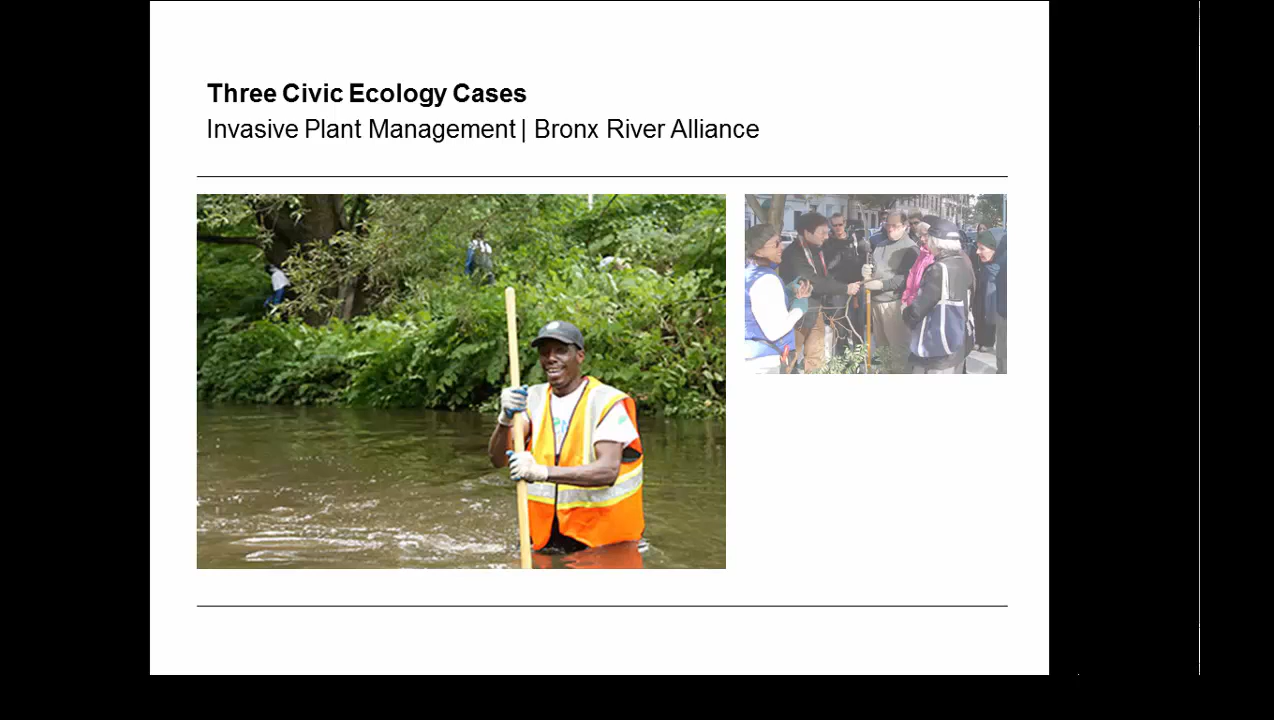 Three Civic Ecology Cases
Invasive Plant Management | Bronx River Alliance